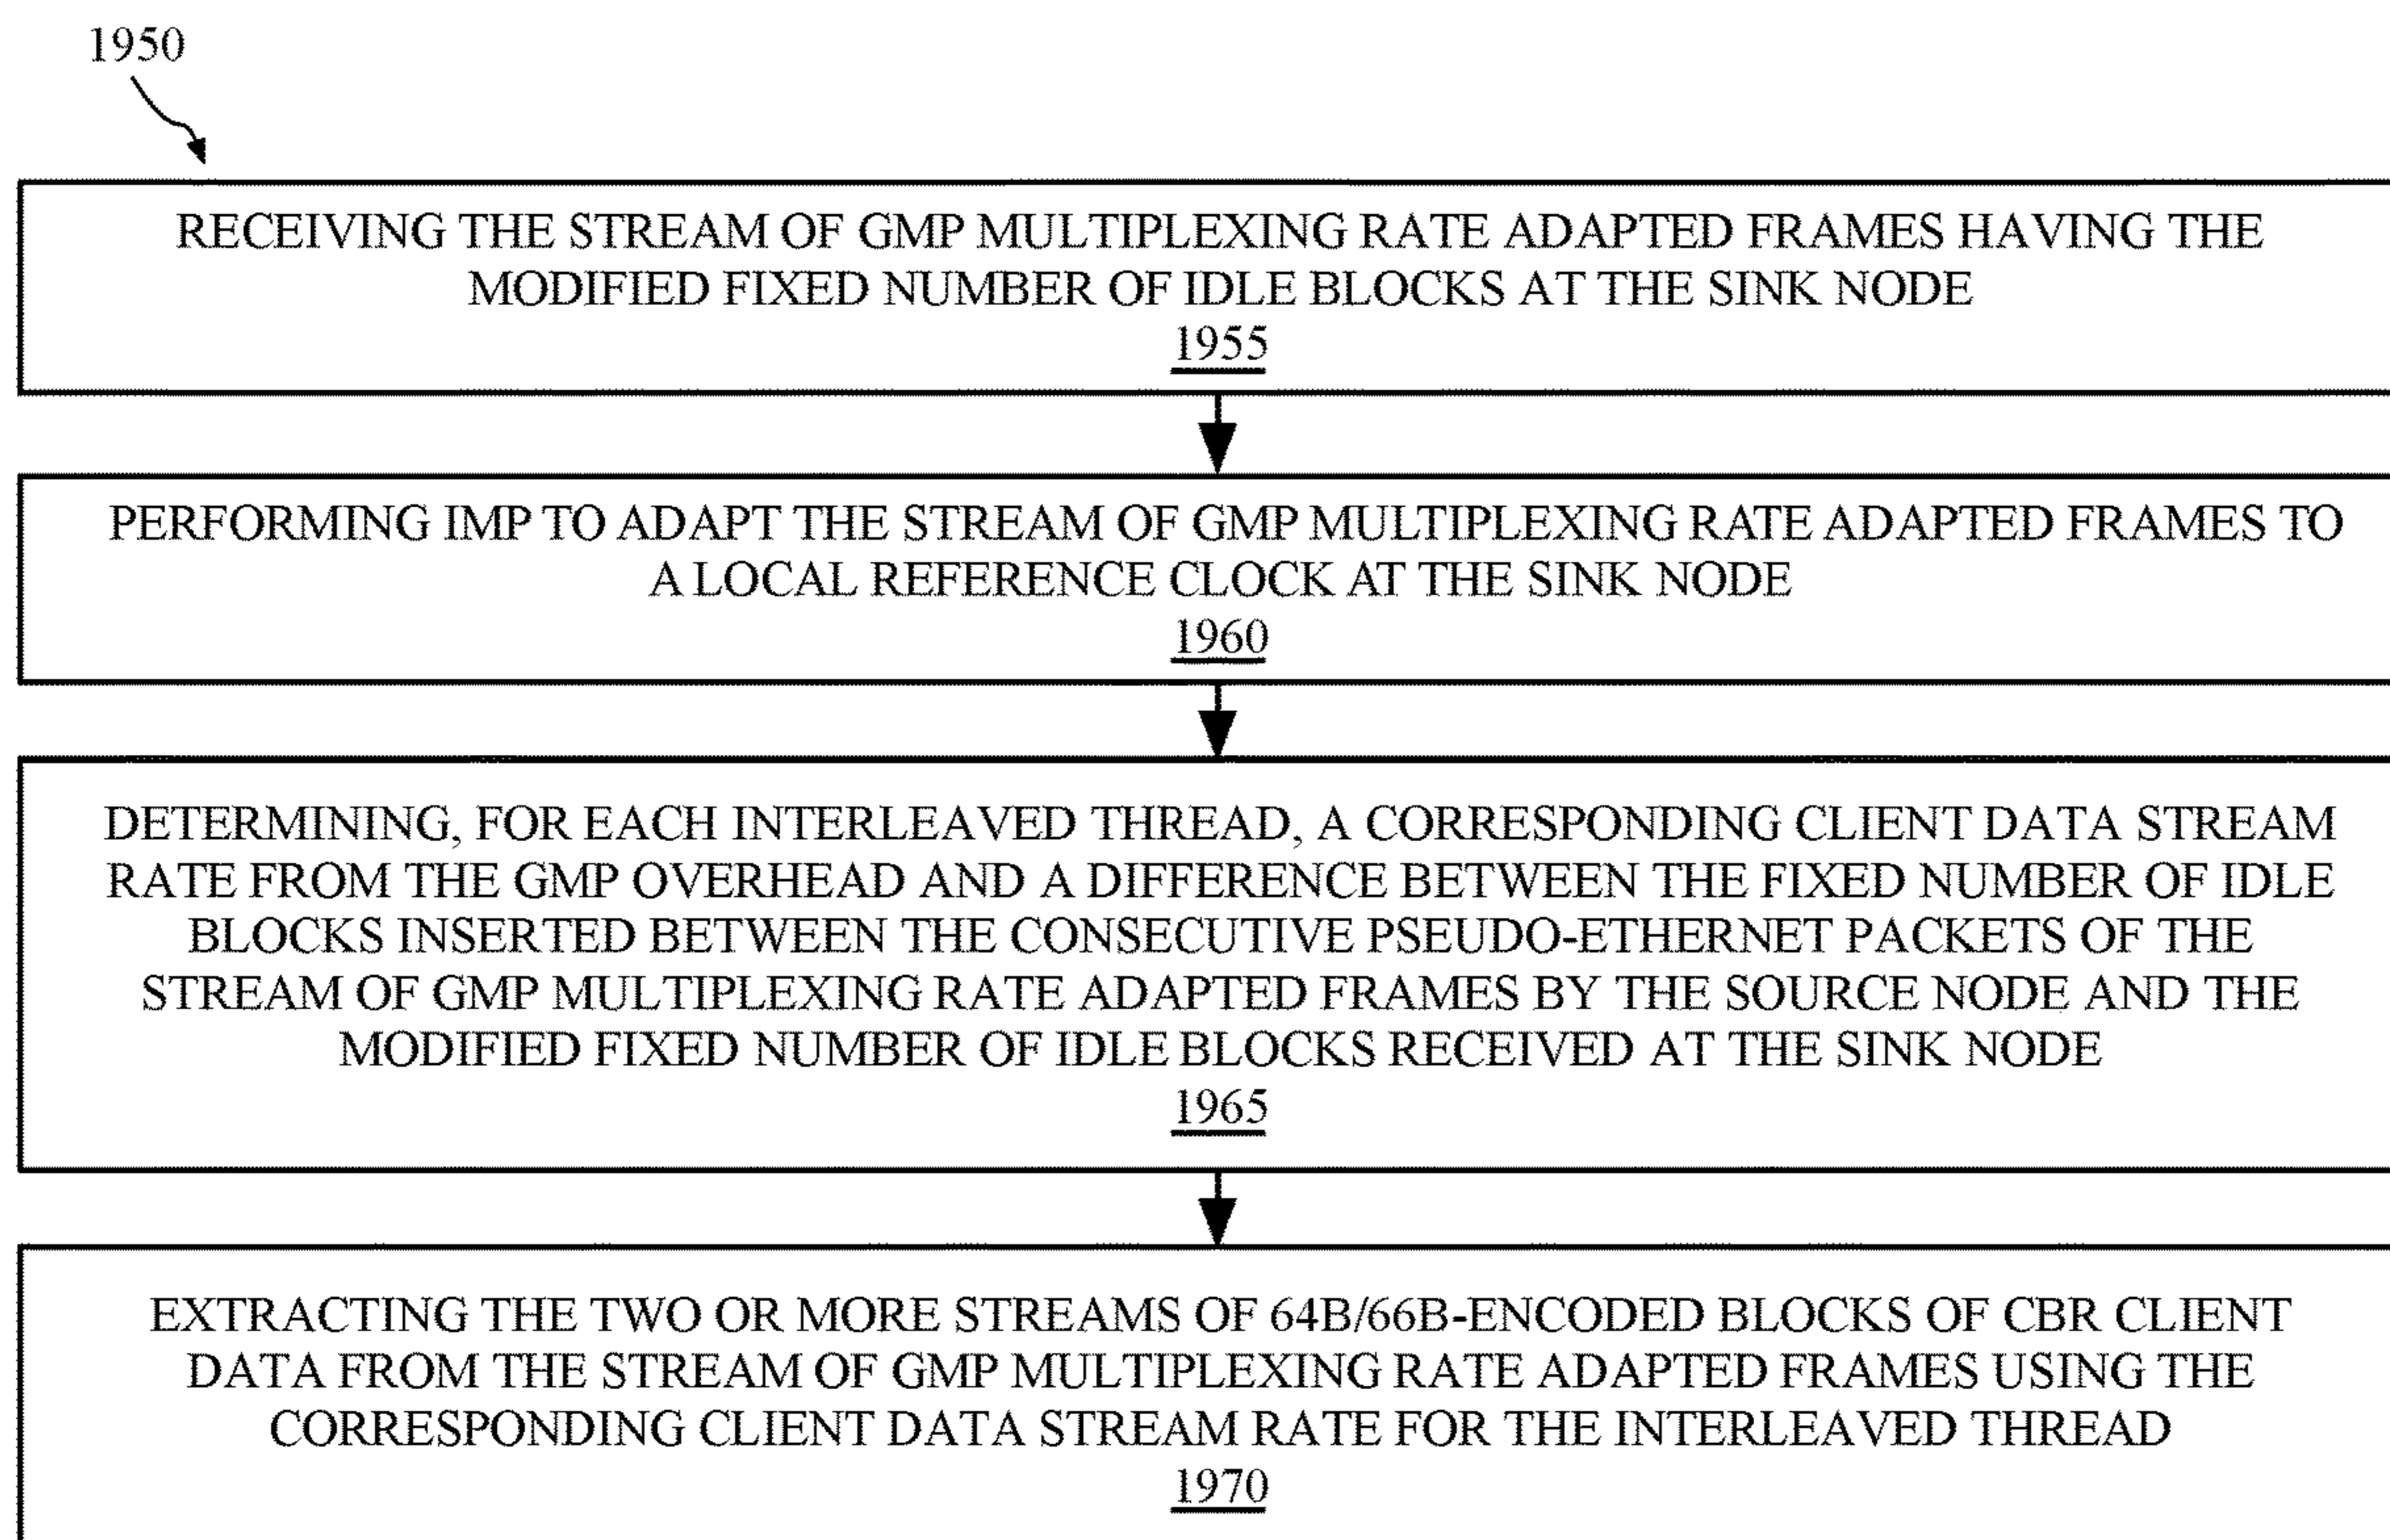 1950
RECEIVING THE STREAM OF GMP MULTIPLEXING RATE ADAPTED FRAMES HAVING THE
MODIFIED FIXED NUMBER OF IDLE BLOCKS AT THE SINK NODE
1955
PERFORMING IMP TO ADAPT THE STREAM OF GMP MULTIPLEXING RATE ADAPTED FRAMES TO
A LOCAL REFERENCE CLOCK AT THE SINK NODE
1960
DETERMINING, FOR EACH INTERLEAVED THREAD, A CORRESPONDING CLIENT DATA STREAM
RATE FROM THE GMP OVERHEAD AND A DIFFERENCE BETWEEN THE FIXED NUMBER OF IDLE
BLOCKS INSERTED BETWEEN THE CONSECUTIVE PSEUDO-ETHERNET PACKETS OF THE
STREAM OF GMP MULTIPLEXING RATE ADAPTED FRAMES BY THE SOURCE NODE AND THE
MODIFIED FIXED NUMBER OF IDLE BLOCKS RECEIVED AT THE SINK NODE
1965
EXTRACTING THE TWO OR MORE STREAMS OF 64B/66B-ENCODED BLOCKS OF CBR CLIENT
DATA FROM THE STREAM OF GMP MULTIPLEXING RATE ADAPTED FRAMES USING THE
CORRESPONDING CLIENT DATA STREAM RATE FOR THE INTERLEAVED THREAD
1970